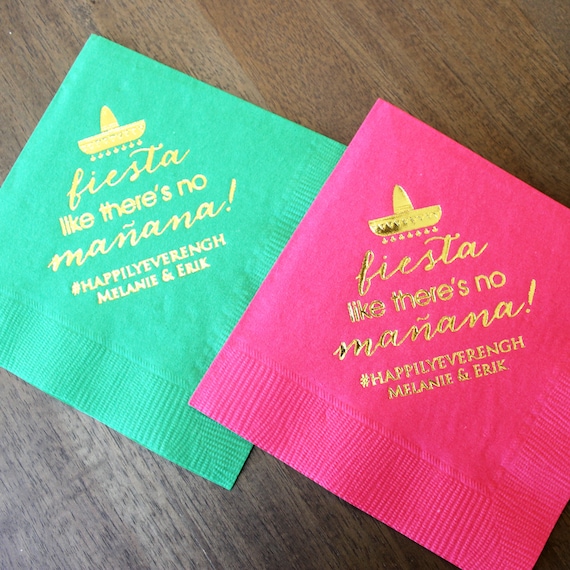 fiesta
like there's no
mañana!
#HAPPILYEVERENGH
MELANIE & ERIK
fiesta
like there's no
mañana!
#HAPPILYEVERENGH
MELANIE & ERIK